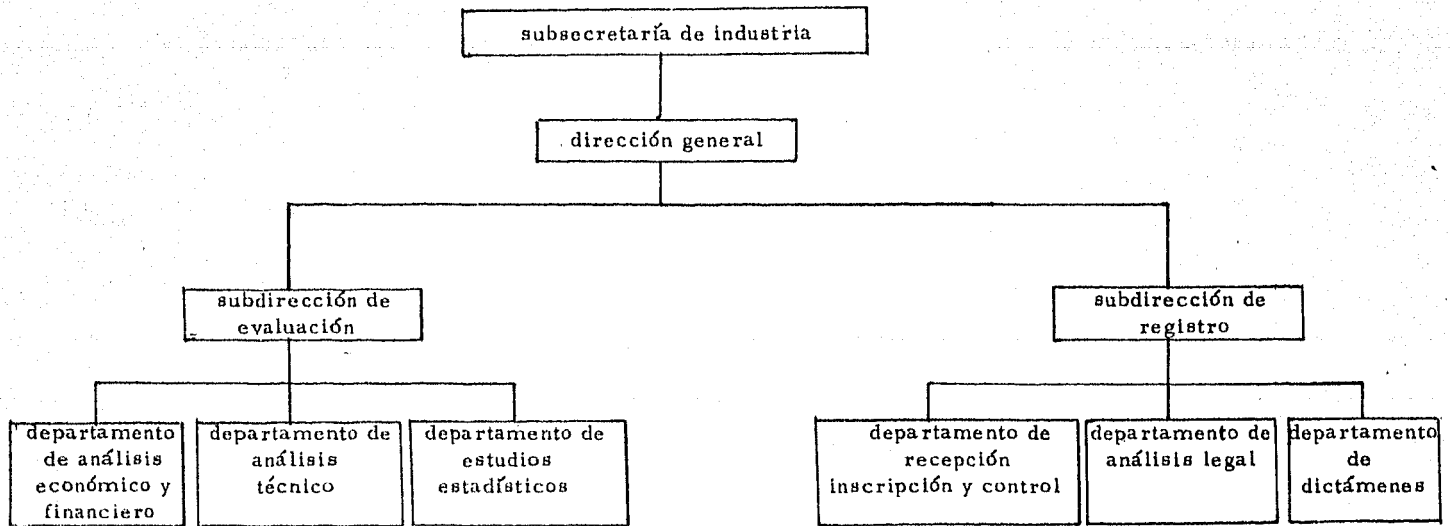 subsecretaría de industria
dirección general
subdirección de
evaluación
subdirección de
registro
departamento
de análisis
económico y
financiero
departamento de
análisis
técnico
departamento de
estudios
estadísticos
departamento de
recepción
inscripción y control
departamento de
análisis legal
departamento
de
dictámenes